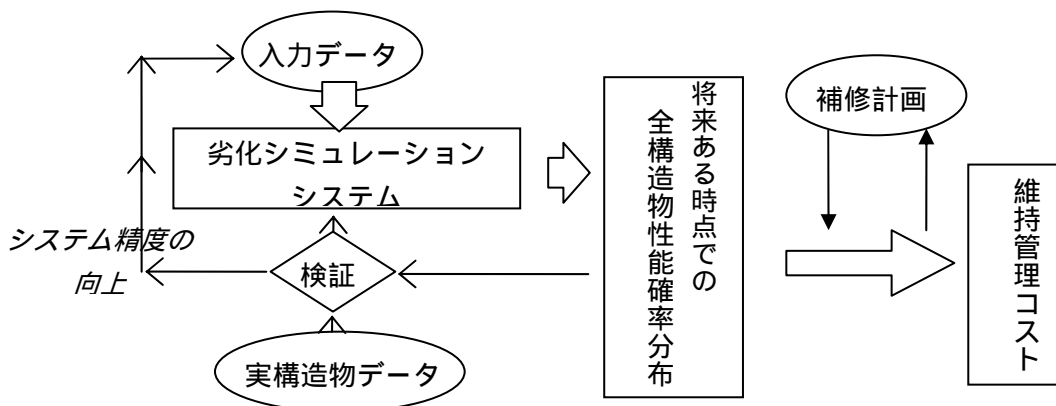 入力データ
劣化シミュレーション
システム
システム精度の
向上
検証
実構造物データ
将来ある時点での
全構造物性能確率分布
補修計画
維持管理コスト